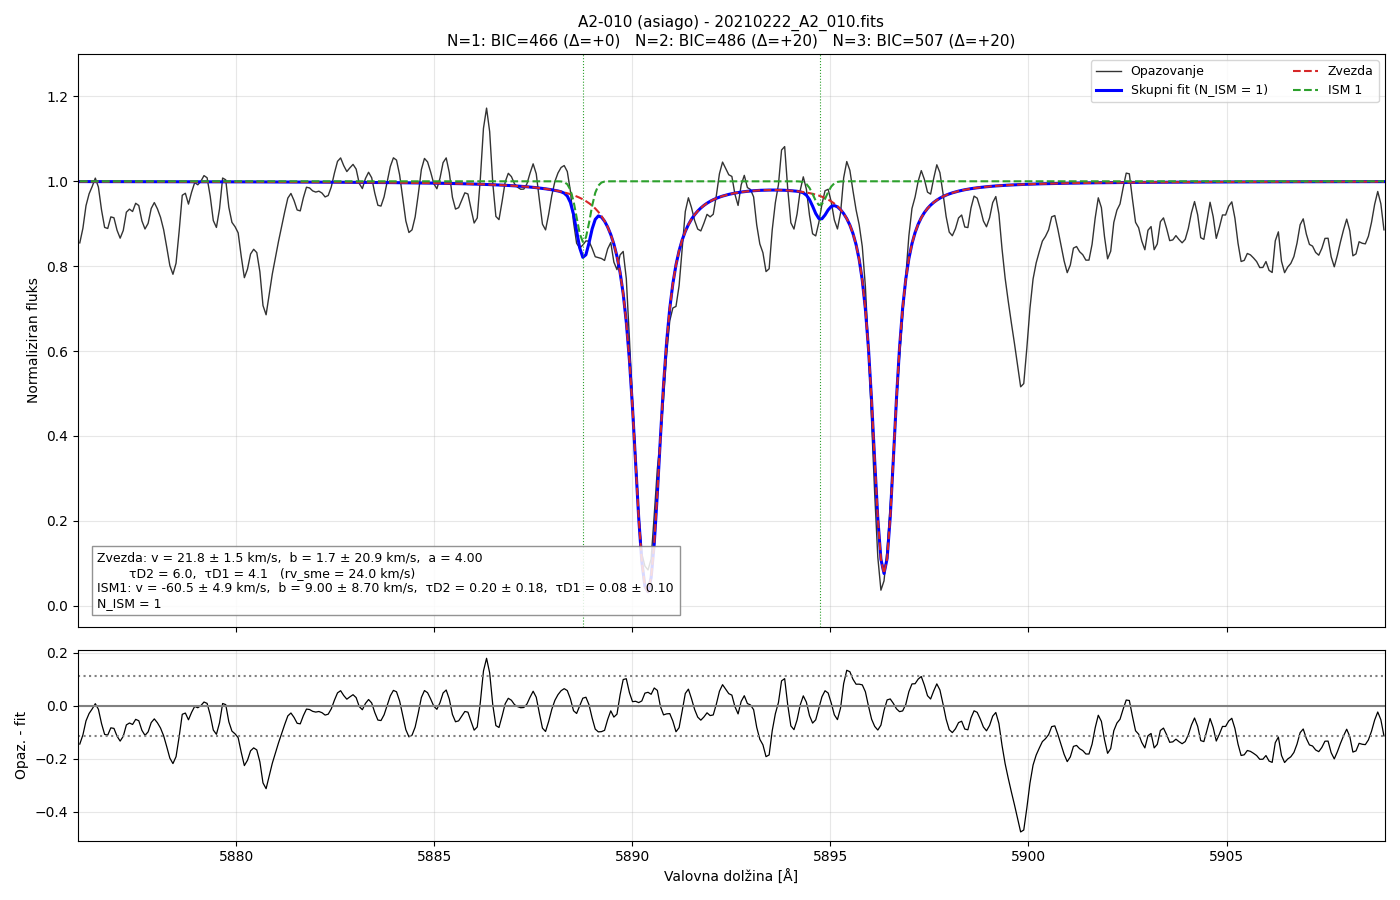 A2-010 (asiago) - 20210222_A2_010.fits
N=1: BIC=466 (Δ=+0)   N=2: BIC=486 (Δ=+20)   N=3: BIC=507 (Δ=+20)
Opazovanje
Skupni fit (N_ISM = 1)
Zvezda
ISM 1
Normaliziran fluks
1.2
1.0
0.8
0.6
0.4
0.2
0.0
Zvezda: v = 21.8 ± 1.5 km/s,  b = 1.7 ± 20.9 km/s,  a = 4.00
τD2 = 6.0,  τD1 = 4.1   (rv_sme = 24.0 km/s)
ISM1: v = -60.5 ± 4.9 km/s,  b = 9.00 ± 8.70 km/s,  τD2 = 0.20 ± 0.18,  τD1 = 0.08 ± 0.10
N_ISM = 1
Opaz. - fit
0.2
0.0
−0.2
−0.4
5880
5885
5890
5895
5900
5905
Valovna dolžina [Å]